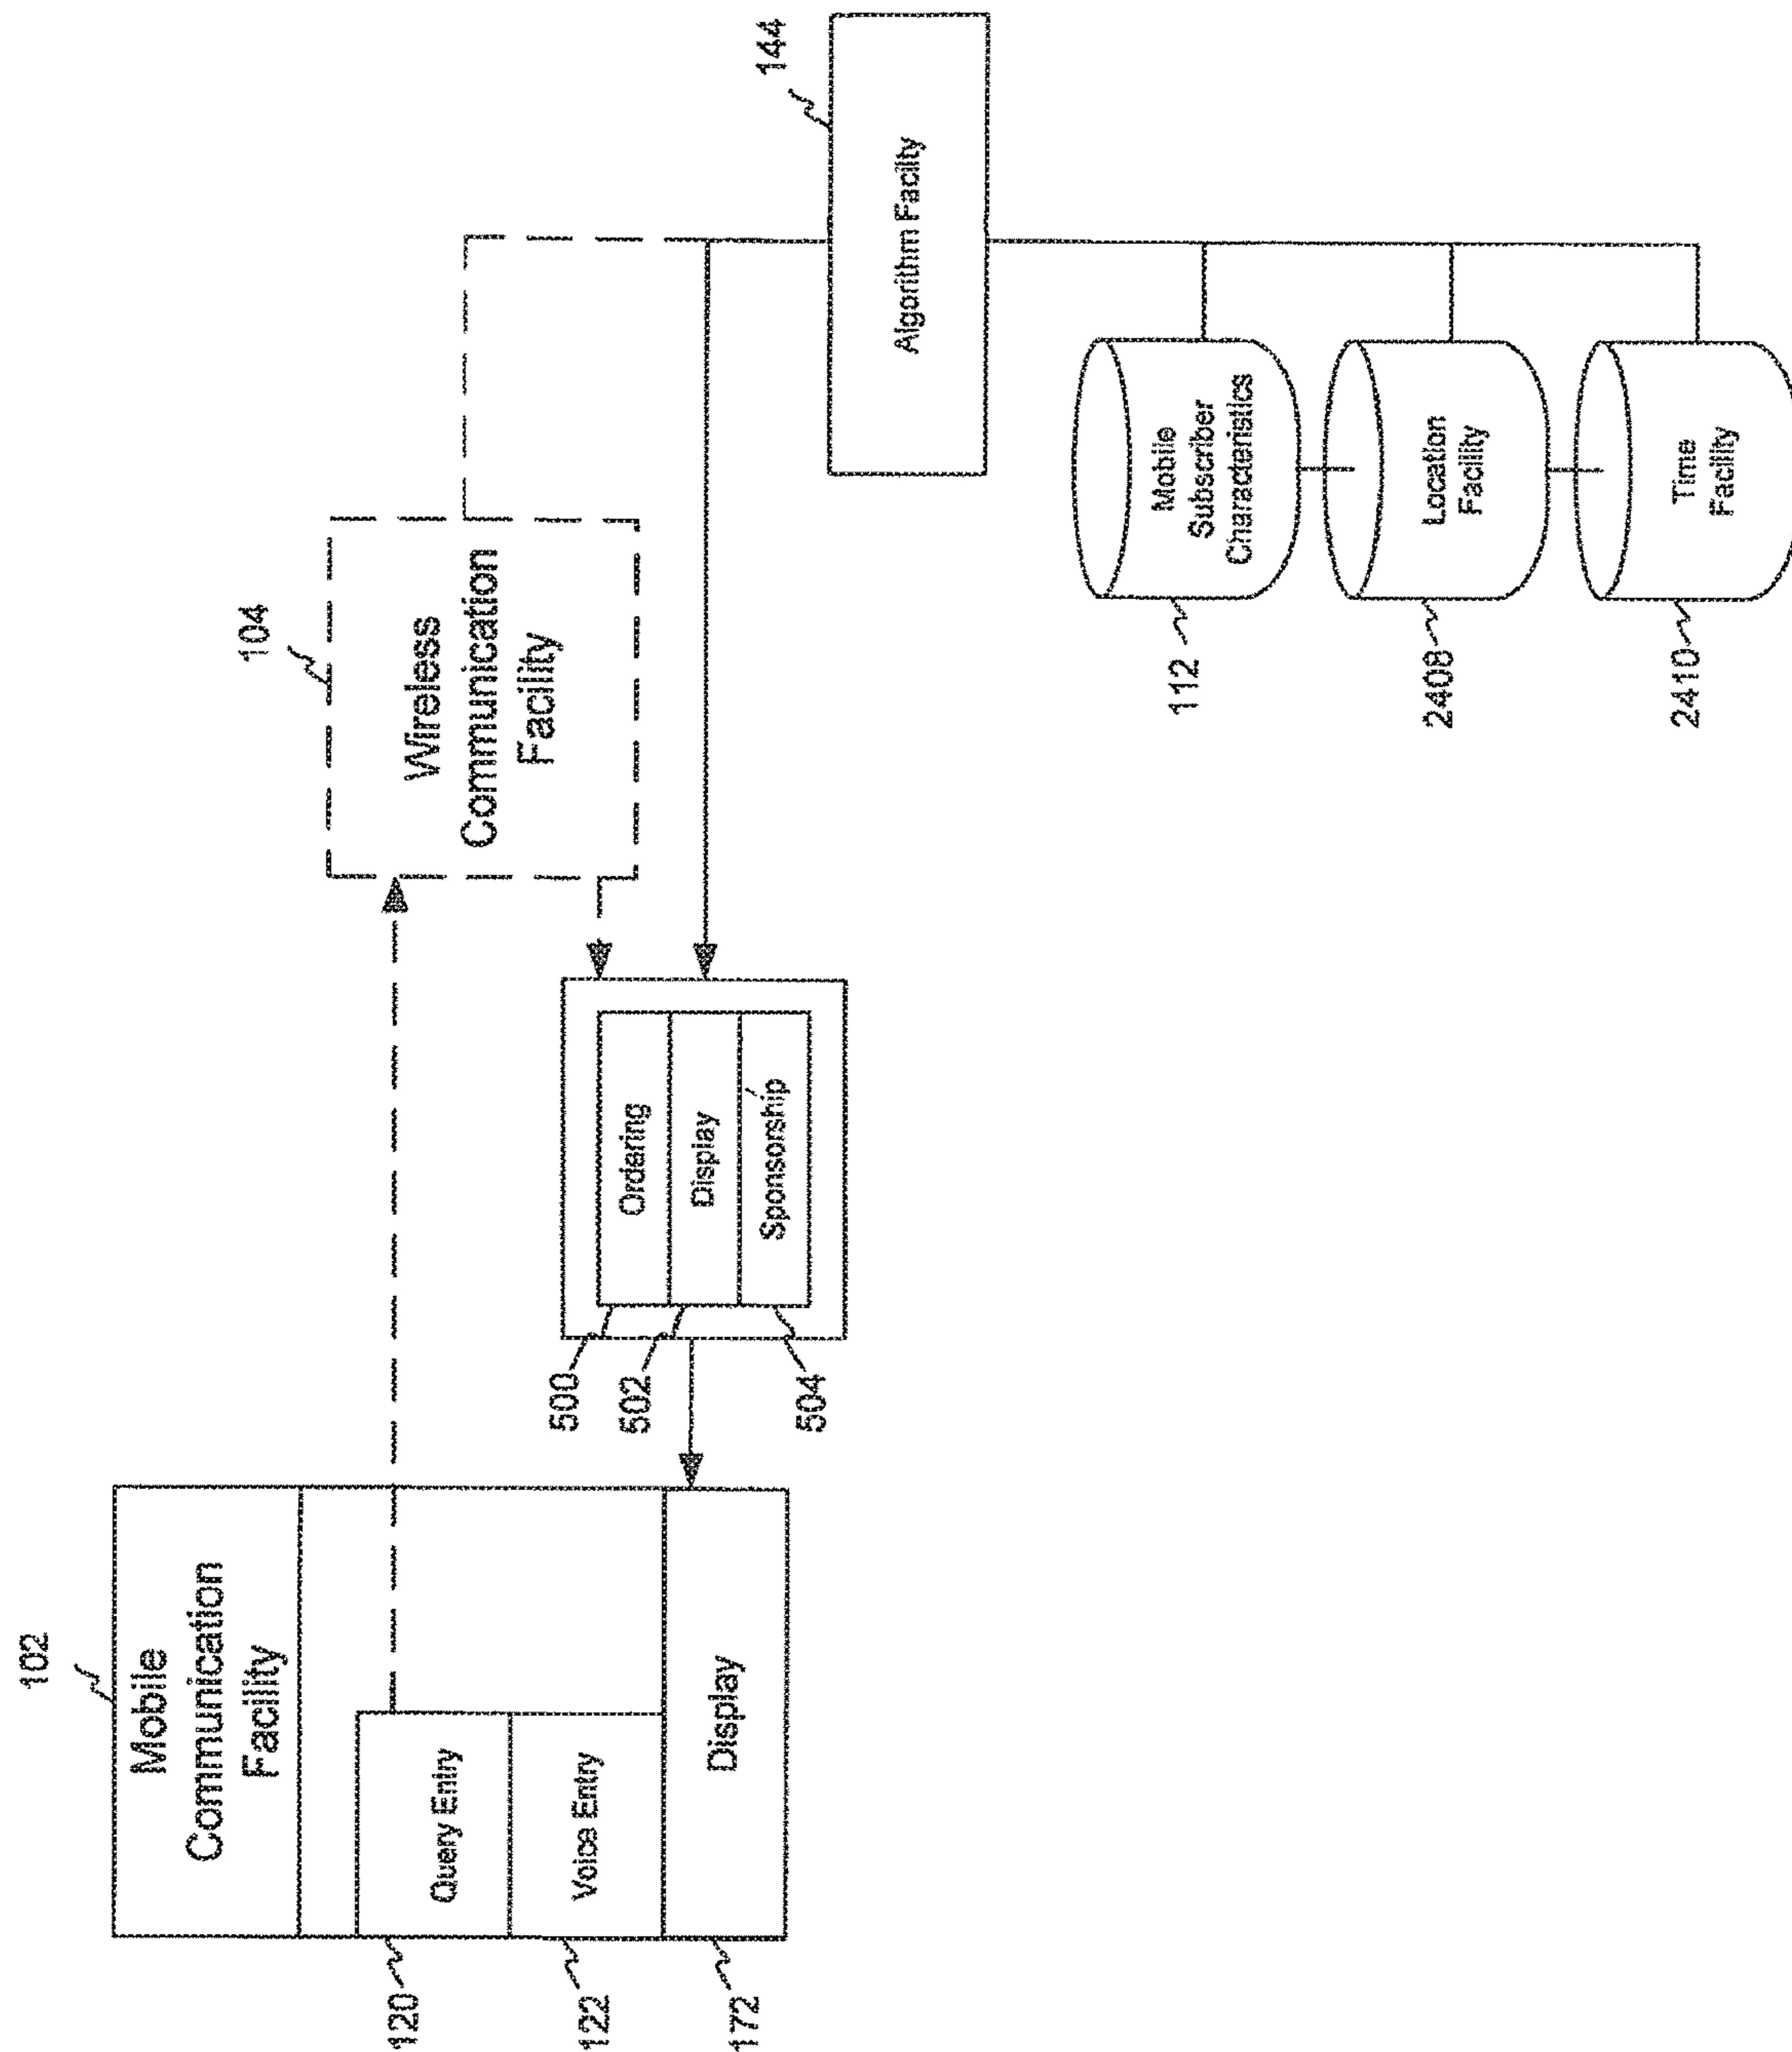 102
Mobile
Communication
Facility
120
Query Entry
122
Voice Entry
172
Display
104
Wireless
Communication
Facility
500
Ordering
502
Display
504
Sponsorship
144
Algorithm Facilty
112
Mobile
Subscriber
Characteristics
2408
Location
Facility
2410
Time
Facility